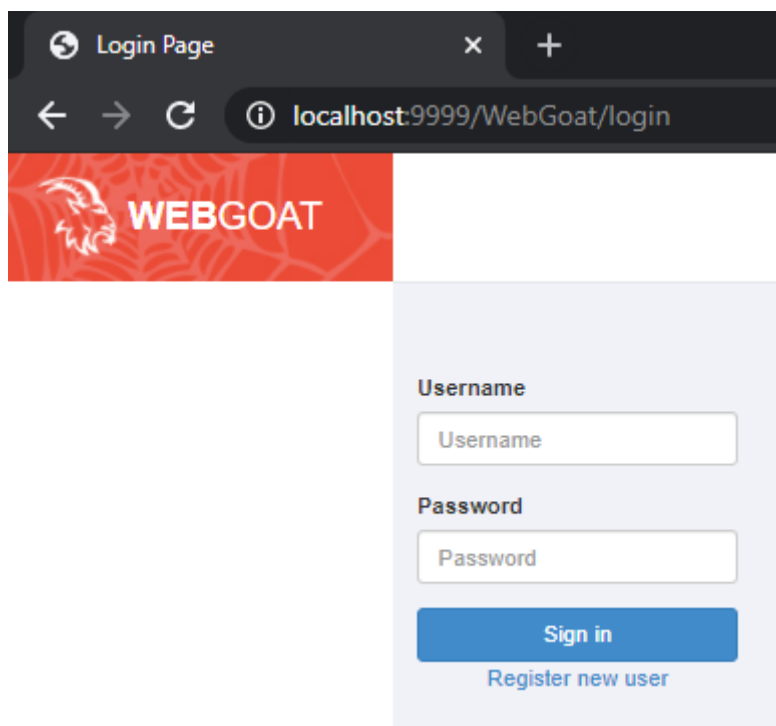 Login Page
localhost:9999/WebGoat/login
WEBGOAT
Username
Username
Password
Password
Sign in
Register new user